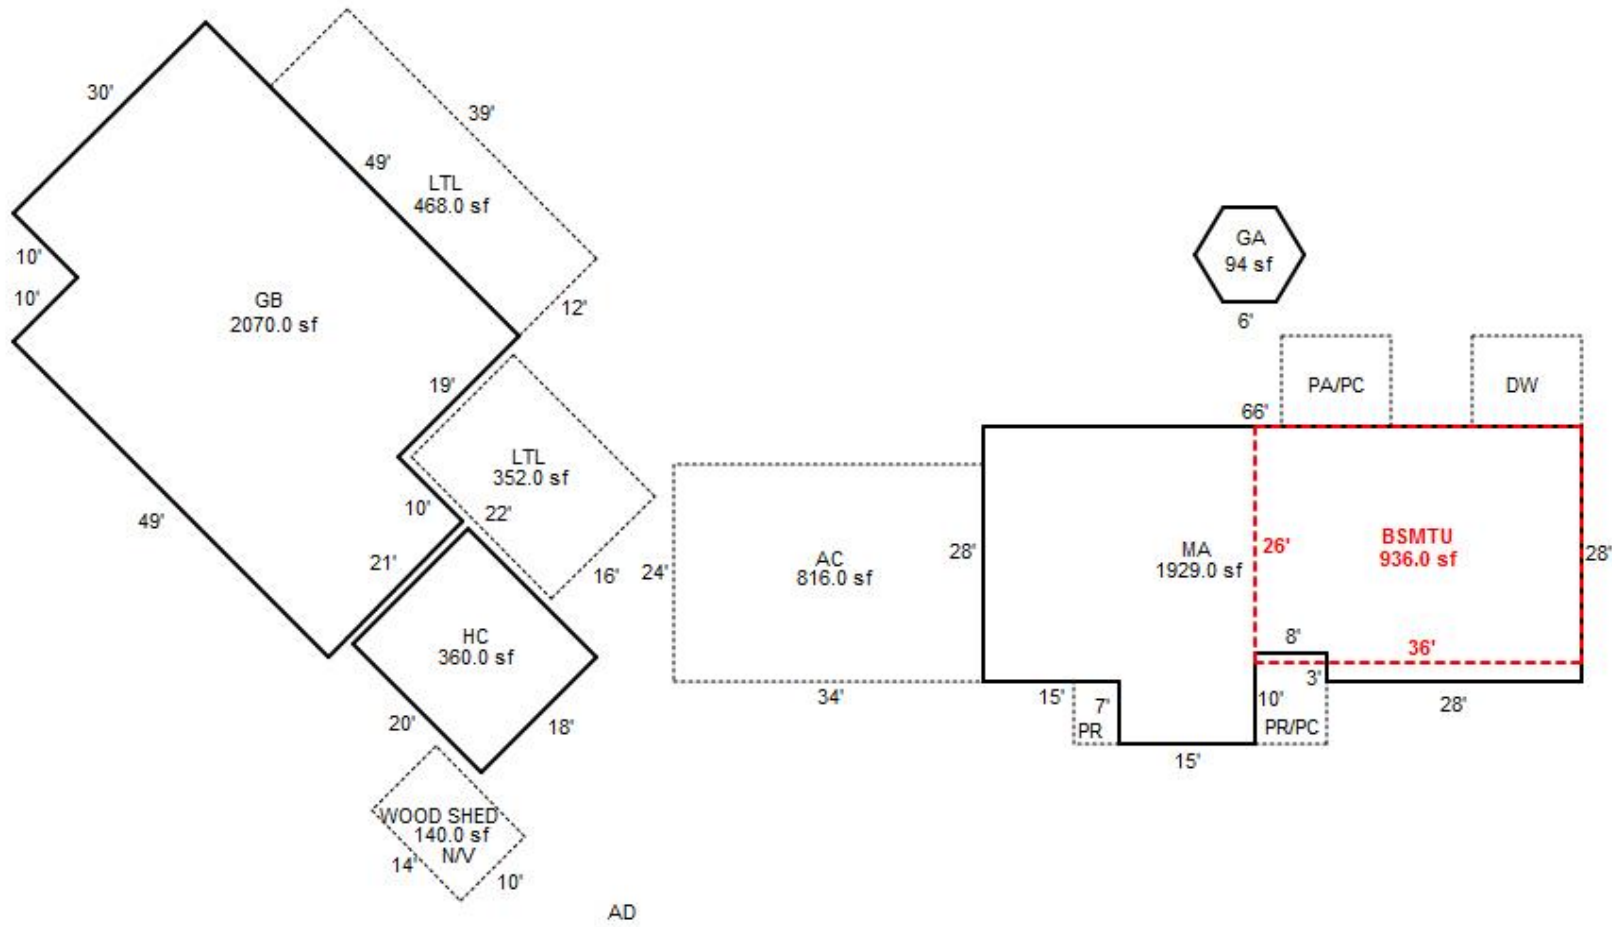 30'
39'
49'
LTL
468.0 sf
10'
10'
GB
2070.0 sf
12'
19'
LTL
352.0 sf
10'
22'
49'
21'
16'
HC
360.0 sf
20'
18'
WOOD SHED
140.0 sf
N/V
14'
10'
AD
GA
94 sf
6'
PA/PC
DW
66'
24'
AC
816.0 sf
34'
28'
MA
1929.0 sf
26'
BSMTU
936.0 sf
28'
8'
36'
3'
15'
7'
PR
10'
PR/PC
28'
15'